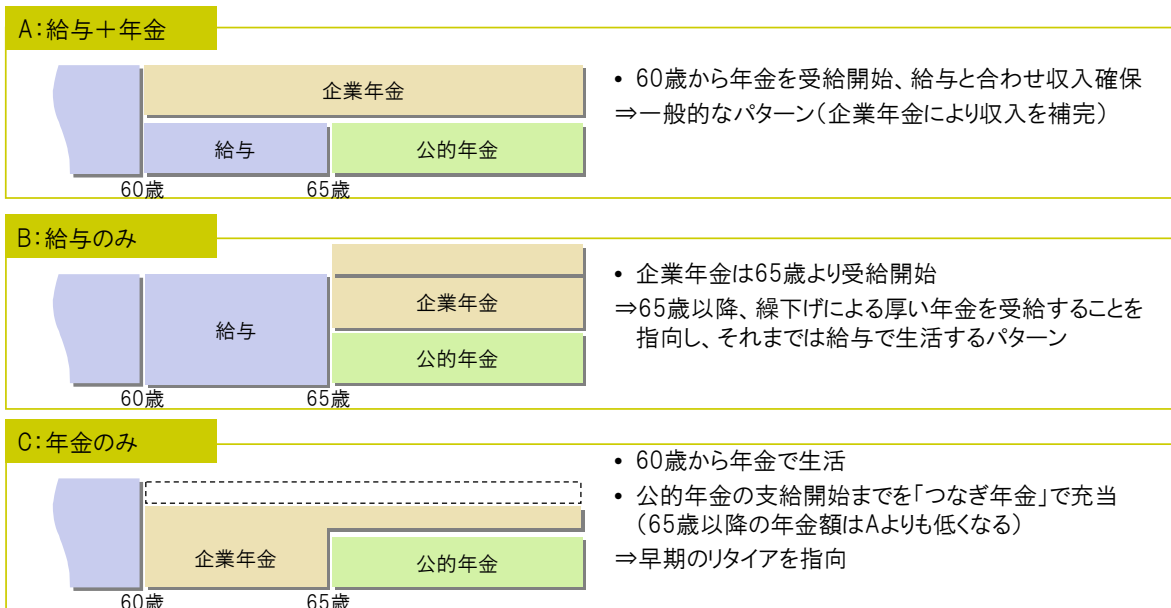 A:給与+年金
企業年金
給与
公的年金
60歳
65歳
• 60歳から年金を受給開始、給与と合わせ収入確保
⇒一般的なパターン(企業年金により収入を補完)
B:給与のみ
給与
企業年金
公的年金
60歳
65歳
• 企業年金は65歳より受給開始
⇒65歳以降、繰下げによる厚い年金を受給することを
指向し、それまでは給与で生活するパターン
C:年金のみ
企業年金
公的年金
60歳
65歳
• 60歳から年金で生活
• 公的年金の支給開始までを「つなぎ年金」で充当
(65歳以降の年金額はAよりも低くなる)
⇒早期のリタイアを指向